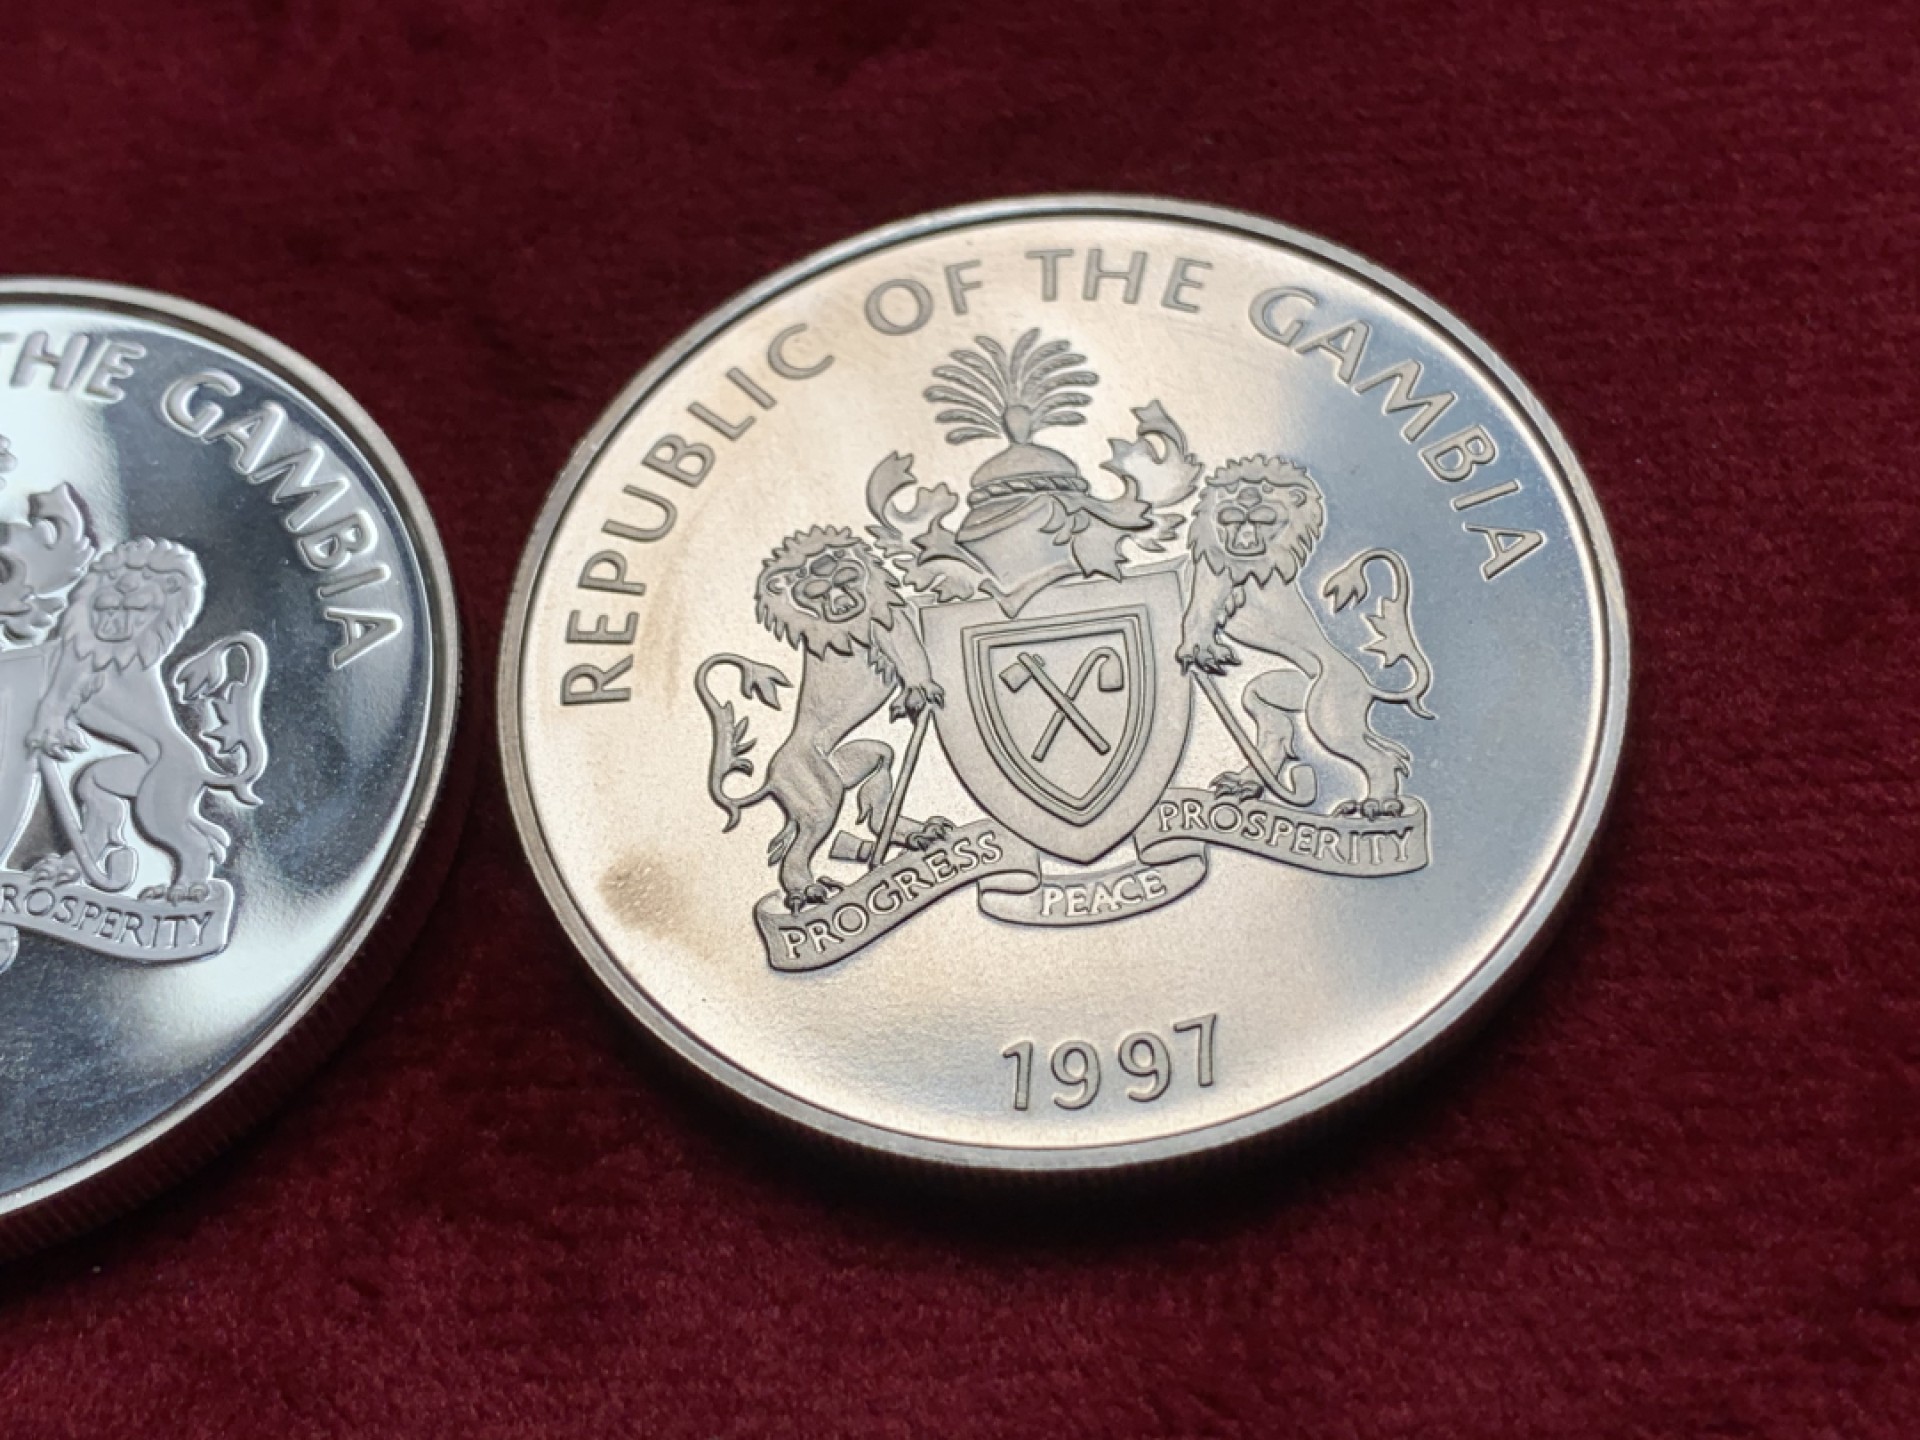 THE GAMBIA
PROSPERITY
REPUBLIC OF THE GAMBIA
PROGRESS PEACE PROSPERITY
1997